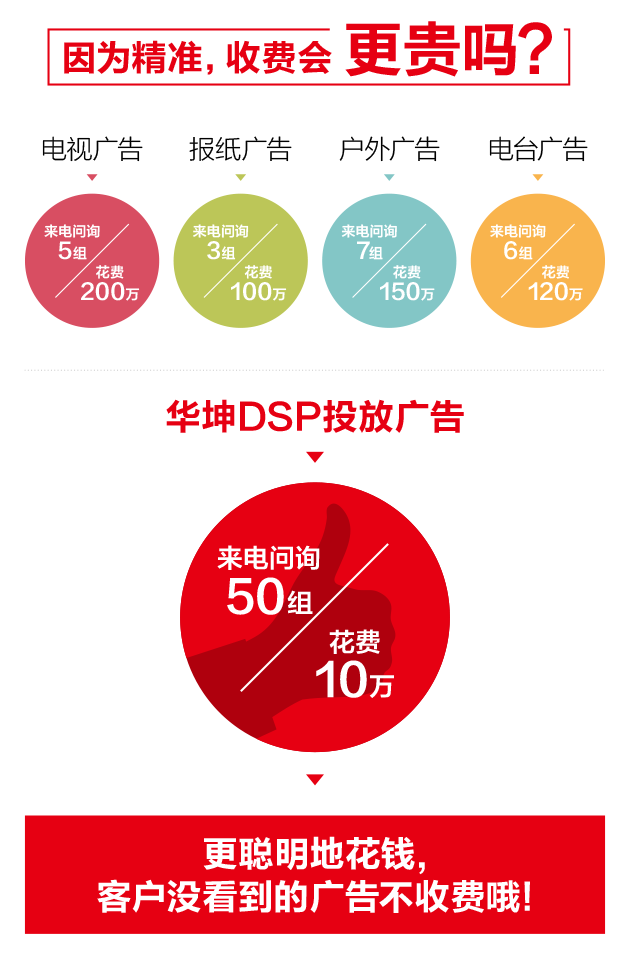 因为精准，收费会 更贵吗？
电视广告 报纸广告 户外广告 电台广告
来电问询
5组
花费
200万
来电问询
3组
花费
100万
来电问询
7组
花费
150万
来电问询
6组
花费
120万
华坤DSP投放广告
来电问询
50组
花费
10万
更聪明地花钱，
客户没看到的广告不收费哦！